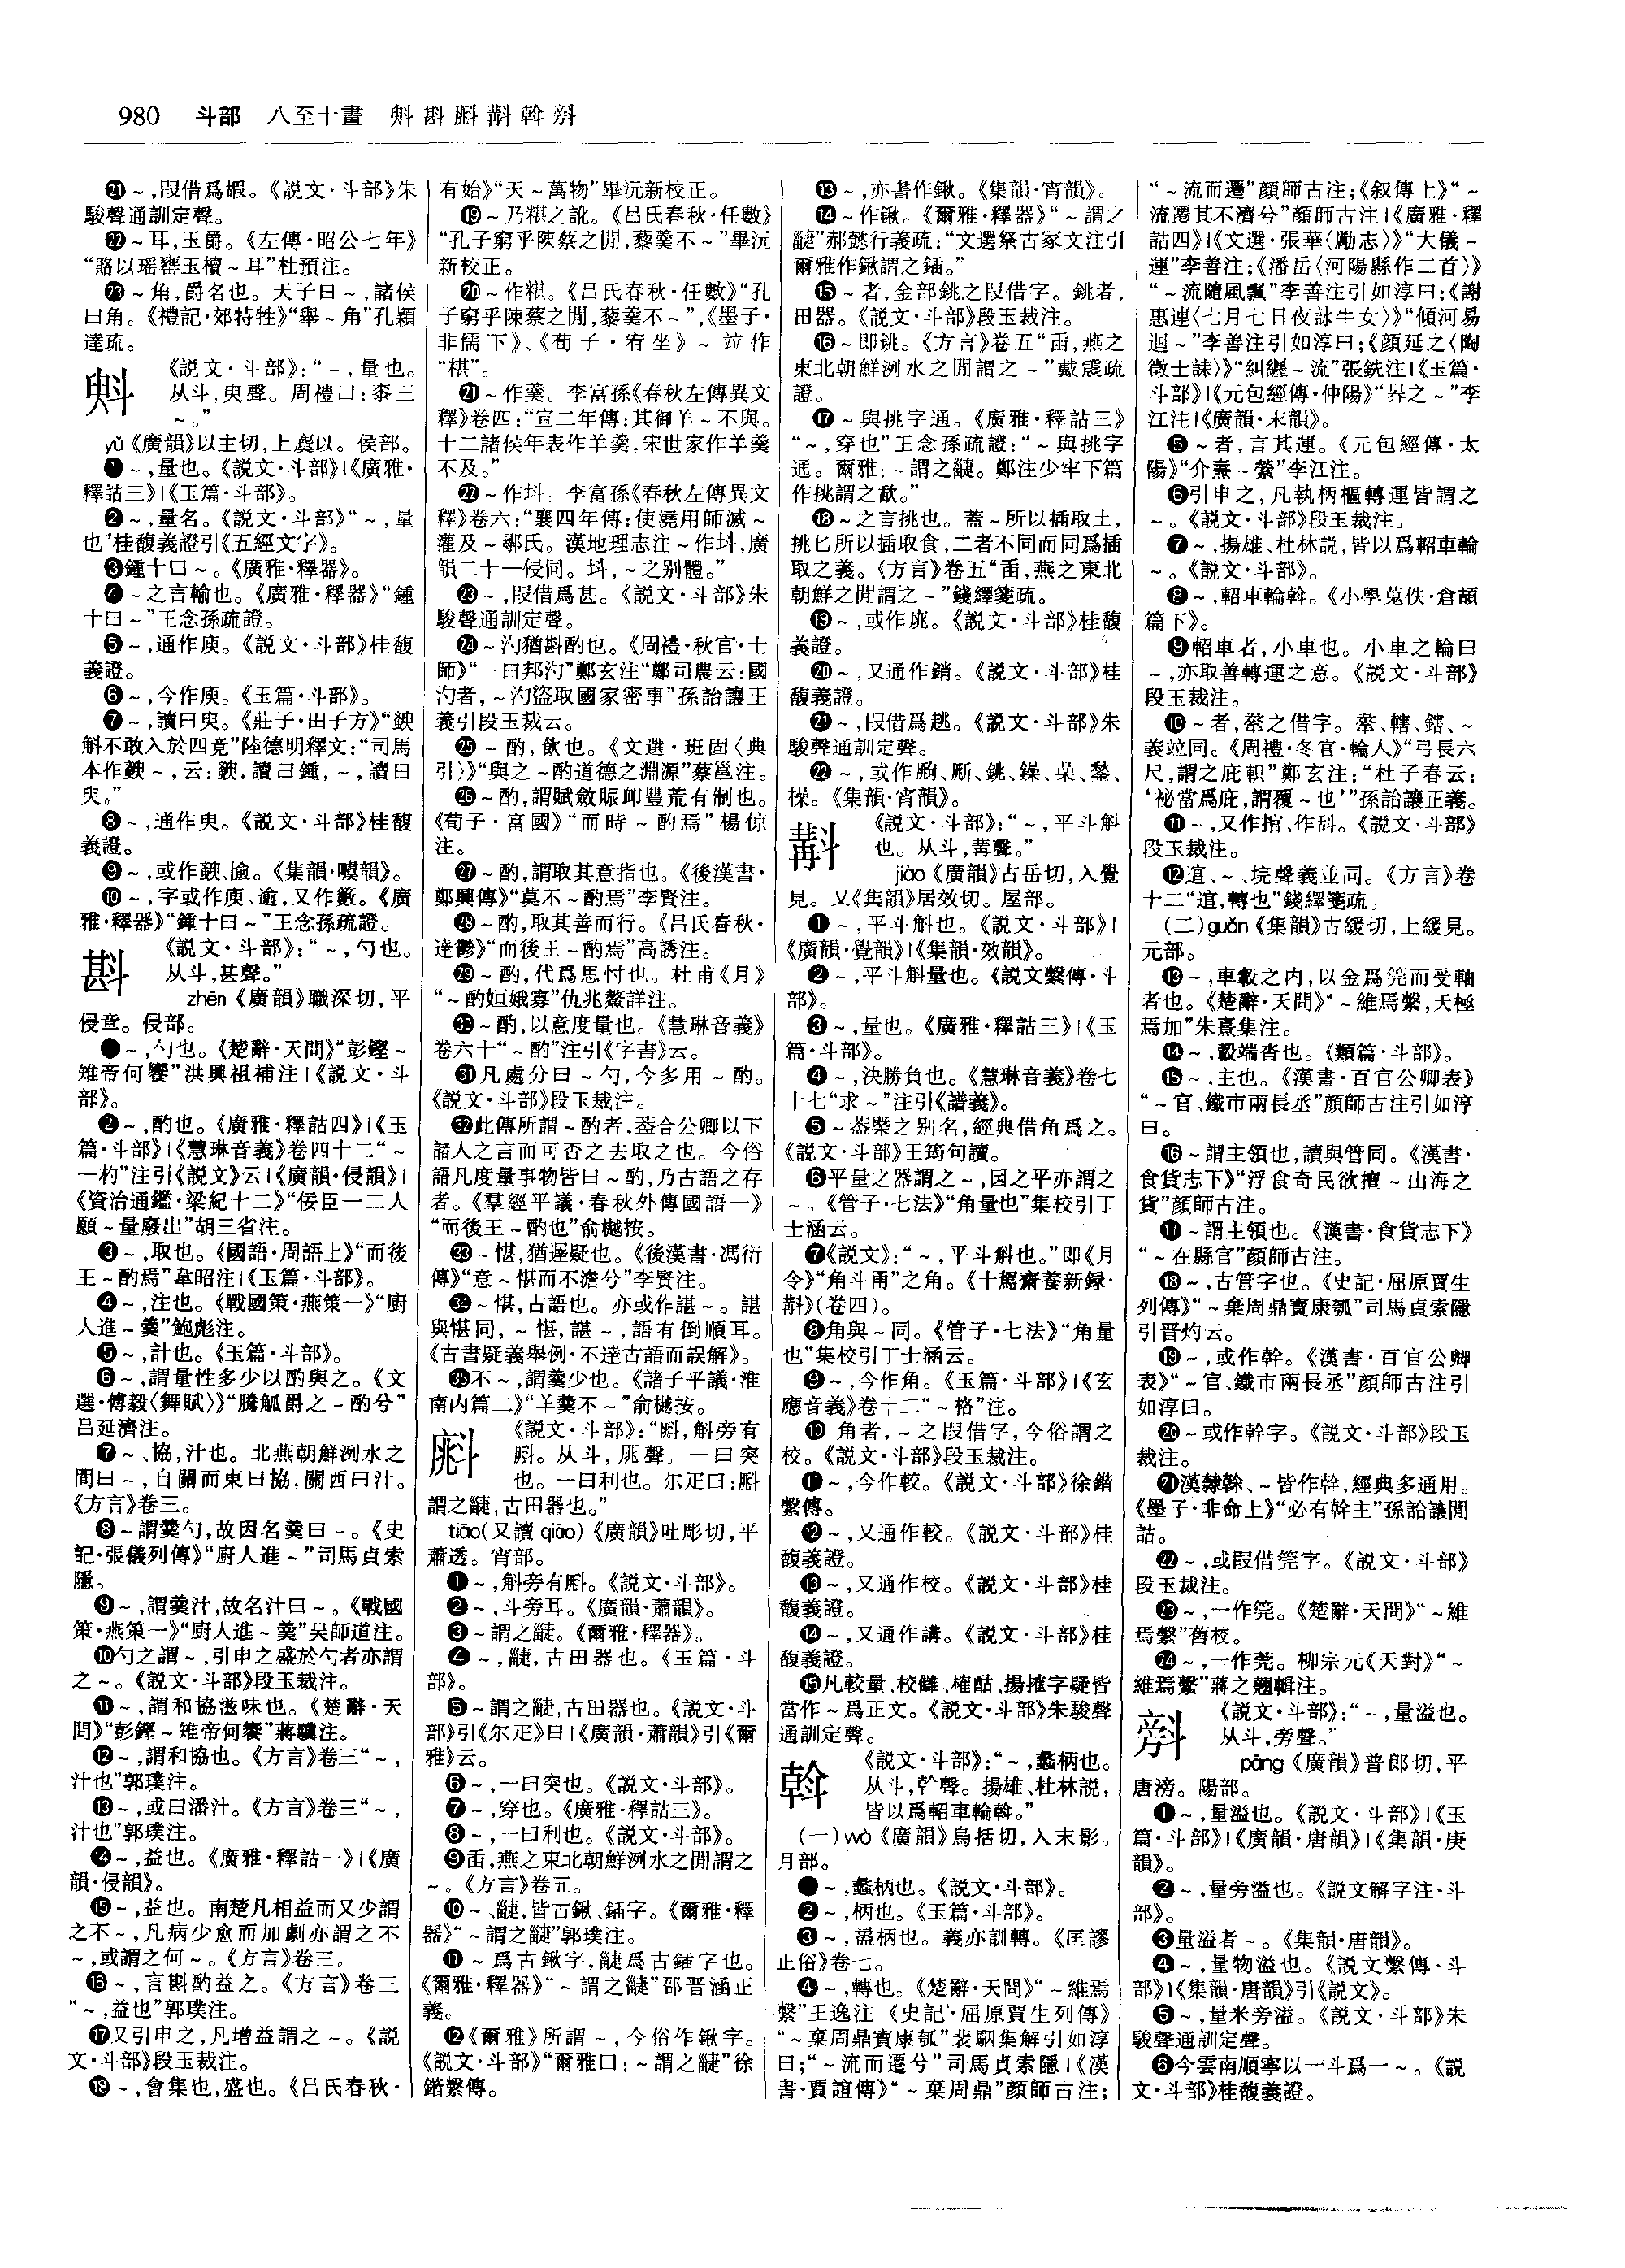 980 斗部 八至十畫 㪷斟㪺斠斡斜
㉑～,叚借爲嘏。《説文·斗部》朱
駿聲通訓定聲。
㉒～耳,玉爵。《左傳·昭公七年》
“賂以瑶罋玉櫝～耳”杜預注。
㉓～角,爵名也。天子曰～,諸侯
曰角。《禮記·郊特牲》“舉～角”孔穎
達疏。
《説文·斗部》:“～,量也。
从斗,臾聲。周禮曰:桼三
～。”
yǔ《廣韻》以主切,上麌以。侯部。
❶～,量也。《説文·斗部》|《廣雅·
釋詁三》|《玉篇·斗部》。
❷～,量名。《説文·斗部》“～,量
也”桂馥義證引《五經文字》。
❸鍾十曰～。《廣雅·釋器》。
❹～之言輸也。《廣雅·釋器》“鍾
十曰～”王念孫疏證。
❺～,通作庾。《説文·斗部》桂馥
義證。
❻～,今作庾。《玉篇·斗部》。
❼～,讀曰臾。《莊子·田子方》“
斛不敢入於四竟”陸德明釋文:“司馬
本作～,云:讀曰鍾,～,讀曰
臾。”
❽～,通作臾。《説文·斗部》桂馥
義證。
❾～,或作、㼶。《集韻·噳韻》。
❿～,字或作庾、逾,又作籔。《廣
雅·釋器》“鍾十曰～”王念孫疏證。
斟
《説文·斗部》:“～,勺也。
从斗,甚聲。”
zhēn《廣韻》職深切,平
侵章。侵部。
❶～,勺也。《楚辭·天問》“彭鏗～
雉帝何饗”洪興祖補注|《説文·斗
部》。
❷～,酌也。《廣雅·釋詁四》|《玉
篇·斗部》|《慧琳音義》卷四十二“～
一杓”注引《説文》云|《廣韻·侵韻》|
《資治通鑑·梁紀十二》“佞臣一二人
願～量廢出”胡三省注。
❸～,取也。《國語·周語上》“而後
王～酌焉”韋昭注|《玉篇·斗部》。
❹～,注也。《戰國策·燕策一》“廚
人進～羹”鮑彪注。
❺～,計也。《玉篇·斗部》。
❻～,謂量性多少以酌與之。《文
選·傅毅〈舞賦〉》“騰觚爵之～酌兮”
吕延濟注。
❼～、協,汁也。北燕朝鮮洌水之
間曰～,自關而東曰協,關西曰汁。
《方言》卷三。
❽～謂羹勺,故因名羹曰～。《史
記·張儀列傳》“廚人進～”司馬貞索
隱。
❾～,謂羹汁,故名汁曰～。《戰國
策·燕策一》“廚人進～羹”吴師道注。
❿勺之謂～,引申之盛於勺者亦謂
之～。《説文·斗部》段玉裁注。
⓫～,謂和協滋味也。《楚辭·天
問》“彭鏗～雉帝何饗”蔣驥注。
⓬～,謂和協也。《方言》卷三“～,
汁也”郭璞注。
⓭～,或曰潘汁。《方言》卷三“～,
汁也”郭璞注。
⓮～,益也。《廣雅·釋詁一》|《廣
韻·侵韻》。
⓯～,益也。南楚凡相益而又少謂
之不～,凡病少愈而加劇亦謂之不
～,或謂之何～。《方言》卷三。
⓰～,言斟酌益之。《方言》卷三
“～,益也”郭璞注。
⓱又引申之,凡增益謂之～。《説
文·斗部》段玉裁注。
⓲～,會集也,盛也。《吕氏春秋·
有始》“天～萬物”畢沅新校正。
⓳～乃糂之訛。《吕氏春秋·任數》
“孔子窮乎陳蔡之閒,藜羹不～”畢沅
新校正。
⓴～作糂。《吕氏春秋·任數》“孔
子窮乎陳蔡之閒,藜羹不～”,《墨子·
非儒下》、《荀子·宥坐》～竝作
“糂”。
㉑～作羹。李富孫《春秋左傳異文
釋》卷四:“宣二年傳:其御羊～不與。
十二諸侯年表作羊羹,宋世家作羊羹
不及。”
㉒～作㪳。李富孫《春秋左傳異文
釋》卷六:“襄四年傳:使澆用師滅～
灌及～鄩氏。漢地理志注～作㪳,廣
韻二十一侵同。㪳,～之别體。”
㉓～,叚借爲甚。《説文·斗部》朱
駿聲通訓定聲。
㉔～汋猶斟酌也。《周禮·秋官·士
師》“一曰邦汋”鄭玄注“鄭司農云:國
汋者,～汋盜取國家密事”孫詒讓正
義引段玉裁云。
㉕～酌,飲也。《文選·班固〈典
引〉》“與之～酌道德之淵源”蔡邕注。
㉖～酌,謂賦斂賑卹豐荒有制也。
《荀子·富國》“而時～酌焉”楊倞
注。
㉗～酌,謂取其意指也。《後漢書·
鄭興傳》“莫不～酌焉”李賢注。
㉘～酌,取其善而行。《吕氏春秋·
達鬱》“而後王～酌焉”高誘注。
㉙～酌,代爲思忖也。杜甫《月》
“～酌姮娥寡”仇兆鰲詳注。
㉚～酌,以意度量也。《慧琳音義》
卷六十“～酌”注引《字書》云。
㉛凡處分曰～勺,今多用～酌。
《説文·斗部》段玉裁注。
㉜此傳所謂～酌者,葢合公卿以下
諸人之言而可否之去取之也。今俗
語凡度量事物皆曰～酌,乃古語之存
者。《羣經平議·春秋外傳國語一》
“而後王～酌也”俞樾按。
㉝～愖,猶遲疑也。《後漢書·馮衍
傳》“意～愖而不澹兮”李賢注。
㉞～愖,古語也。亦或作諶～。諶
與愖同,～愖,諶～,語有倒順耳。
《古書疑義舉例·不達古語而誤解》。
㉟不～,謂羹少也。《諸子平議·淮
南内篇二》“羊羹不～”俞樾按。
《説文·斗部》:“,斛旁有
。从斗,𠩓聲。一曰突
也。一曰利也。尔疋曰:
謂之疀,古田器也。”
tiāo(又讀 qiāo)《廣韻》吐彫切,平
蕭透。宵部。
❶～,斛旁有。《説文·斗部》。
❷～,斗旁耳。《廣韻·蕭韻》。
❸～謂之疀。《爾雅·釋器》。
❹～,疀,古田器也。《玉篇·斗
部》。
❺～謂之疀,古田器也。《説文·斗
部》引《尔疋》曰|《廣韻·蕭韻》引《爾
雅》云。
❻～,一曰突也。《説文·斗部》。
❼～,穿也。《廣雅·釋詁三》。
❽～,一曰利也。《説文·斗部》。
❾臿,燕之東北朝鮮洌水之閒謂之
～。《方言》卷五。
❿～、疀,皆古鍬、鍤字。《爾雅·釋
器》“～謂之疀”郭璞注。
⓫～爲古鍬字,疀爲古鍤字也。
《爾雅·釋器》“～謂之疀”邵晋涵正
義。
⓬《爾雅》所謂～,今俗作鍬字。
《説文·斗部》“爾雅曰:～謂之疀”徐
鍇繫傳。
⓭～,亦書作鍬。《集韻·宵韻》。
⓮～作鍬。《爾雅·釋器》“～謂之
疀”郝懿行義疏:“文選祭古冢文注引
爾雅作鍬謂之鍤。”
⓯～者,金部銚之叚借字。銚者,
田器。《説文·斗部》段玉裁注。
⓰～即銚。《方言》卷五“臿,燕之
東北朝鮮洌水之閒謂之～”戴震疏
證。
⓱～與挑字通。《廣雅·釋詁三》
“～,穿也”王念孫疏證:“～與挑字
通。爾雅:～謂之疀。鄭注少牢下篇
作挑謂之㰱。”
⓲～之言挑也。蓋～所以插取土,
挑匕所以插取食,二者不同而同爲插
取之義。《方言》卷五“臿,燕之東北
朝鮮之閒謂之～”錢繹箋疏。
⓳～,或作㡯。《説文·斗部》桂馥
義證。
⓴～,又通作銷。《説文·斗部》桂
馥義證。
㉑～,叚借爲趒。《説文·斗部》朱
駿聲通訓定聲。
㉒～,或作、、銚、鍫、喿、鏊、
橾。《集韻·宵韻》。
斠
《説文·斗部》:“～,平斗斛
也。从斗,冓聲。”
jiào《廣韻》古岳切,入覺
見。又《集韻》居效切。屋部。
❶～,平斗斛也。《説文·斗部》|
《廣韻·覺韻》|《集韻·效韻》。
❷～,平斗斛量也。《説文繫傳·斗
部》。
❸～,量也。《廣雅·釋詁三》|《玉
篇·斗部》。
❹～,決勝負也。《慧琳音義》卷七
十七“求～”注引《譜義》。
❺～葢槩之别名,經典借角爲之。
《説文·斗部》王筠句讀。
❻平量之器謂之～,因之平亦謂之
～。《管子·七法》“角量也”集校引丁
士涵云。
❼《説文》:“～,平斗斛也。”即《月
令》“角斗甬”之角。《十駕齋養新録·
斠》(卷四)。
❽角與～同。《管子·七法》“角量
也”集校引丁士涵云。
❾～,今作角。《玉篇·斗部》|《玄
應音義》卷十二“～格”注。
❿角者,～之叚借字,今俗謂之
校。《説文·斗部》段玉裁注。
⓫～,今作較。《説文·斗部》徐鍇
繫傳。
⓬～,又通作較。《説文·斗部》桂
馥義證。
⓭～,又通作校。《説文·斗部》桂
馥義證。
⓮～,又通作講。《説文·斗部》桂
馥義證。
⓯凡較量、校讎、榷酤、揚搉字疑皆
當作～爲正文。《説文·斗部》朱駿聲
通訓定聲。
斡
《説文·斗部》:“～,蠡柄也。
从斗,倝聲。揚雄、杜林説,
皆以爲軺車輪斡。”
(一)wò《廣韻》烏括切,入末影。
月部。
❶～,蠡柄也。《説文·斗部》。
❷～,柄也。《玉篇·斗部》。
❸～,蠡柄也。義亦訓轉。《匡謬
正俗》卷七。
❹～,轉也。《楚辭·天問》“～維焉
繫”王逸注|《史記·屈原賈生列傳》
“～棄周鼎寶康瓠”裴駰集解引如淳
曰;“～流而遷兮”司馬貞索隱|《漢
書·賈誼傳》“～棄周鼎”顔師古注;
“～流而遷”顔師古注;《叙傳上》“～
流遷其不濟兮”顔師古注|《廣雅·釋
詁四》|《文選·張華〈勵志〉》“大儀～
運”李善注;《潘岳〈河陽縣作二首〉》
“～流隨風飄”李善注引如淳曰;《謝
惠連〈七月七日夜詠牛女〉》“傾河易
迴～”李善注引如淳曰;《顔延之〈陶
徵士誄〉》“糾纏～流”張銑注|《玉篇·
斗部》|《元包經傳·仲陽》“昇之～”李
江注|《廣韻·末韻》。
❺～者,言其運。《元包經傳·太
陽》“介燾～縈”李江注。
❻引申之,凡執柄樞轉運皆謂之
～。《説文·斗部》段玉裁注。
❼～,揚雄、杜林説,皆以爲軺車輪
～。《説文·斗部》。
❽～,軺車輪斡。《小學蒐佚·倉頡
篇下》。
❾軺車者,小車也。小車之輪曰
～,亦取善轉運之意。《説文·斗部》
段玉裁注。
❿～者,𣐈之借字。𣐈、轄、錧、～
義竝同。《周禮·冬官·輪人》“弓長六
尺,謂之庇軹”鄭玄注:“杜子春云:
‘祕當爲庇,謂覆～也’”孫詒讓正義。
⓫～,又作捾、作科。《説文·斗部》
段玉裁注。
⓬逭、～、垸聲義並同。《方言》卷
十二“逭,轉也”錢繹箋疏。
(二)guǎn《集韻》古緩切,上緩見。
元部。
⓭～,車轂之内,以金爲筦而受軸
者也。《楚辭·天問》“～維焉繫,天極
焉加”朱熹集注。
⓮～,轂端沓也。《類篇·斗部》。
⓯～,主也。《漢書·百官公卿表》
“～官、鐵市兩長丞”顔師古注引如淳
曰。
⓰～謂主領也,讀與管同。《漢書·
食貨志下》“浮食奇民欲擅～山海之
貨”顔師古注。
⓱～謂主領也。《漢書·食貨志下》
“～在縣官”顔師古注。
⓲～,古管字也。《史記·屈原賈生
列傳》“～棄周鼎寶康瓠”司馬貞索隱
引晋灼云。
⓳～,或作幹。《漢書·百官公卿
表》“～官、鐵市兩長丞”顔師古注引
如淳曰。
⓴～或作幹字。《説文·斗部》段玉
裁注。
㉑漢隸榦、～皆作幹,經典多通用。
《墨子·非命上》“必有幹主”孫詒讓閒
詁。
㉒～,或叚借筦字。《説文·斗部》
段玉裁注。
㉓～,一作筦。《楚辭·天問》“～維
焉繫”舊校。
㉔～,一作莞。柳宗元《天對》“～
維焉繫”蔣之翹輯注。
《説文·斗部》:“～,量溢也。
从斗,旁聲。”
pāng《廣韻》普郎切,平
唐滂。陽部。
❶～,量溢也。《説文·斗部》|《玉
篇·斗部》|《廣韻·唐韻》|《集韻·庚
韻》。
❷～,量旁溢也。《説文解字注·斗
部》。
❸量溢者～。《集韻·唐韻》。
❹～,量物溢也。《説文繫傳·斗
部》|《集韻·唐韻》引《説文》。
❺～,量米旁溢。《説文·斗部》朱
駿聲通訓定聲。
❻今雲南順寧以一斗爲一～。《説
文·斗部》桂馥義證。